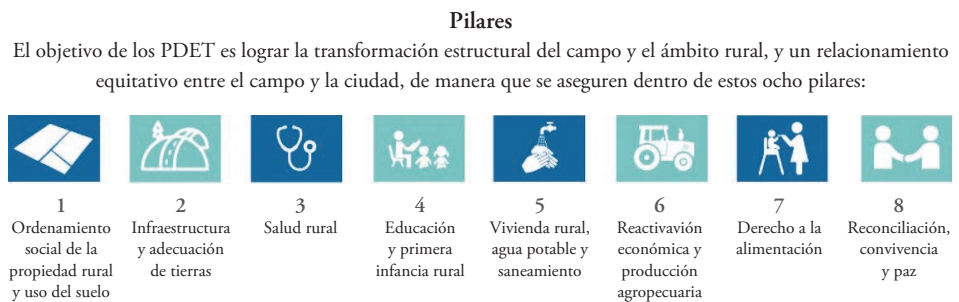 Pilares
El objetivo de los PDET es lograr la transformación estructural del campo y el ámbito rural, y un relacionamiento
equitativo entre el campo y la ciudad, de manera que se aseguren dentro de estos ocho pilares:
1
Ordenamiento
social de la
propiedad rural
y uso del suelo
2
Infraestructura
y adecuación
de tierras
3
Salud rural
4
Educación
y primera
infancia rural
5
Vivienda rural,
agua potable y
saneamiento
6
Reactivavión
económica y
producción
agropecuaria
7
Derecho a la
alimentación
8
Reconciliación,
convivencia
y paz